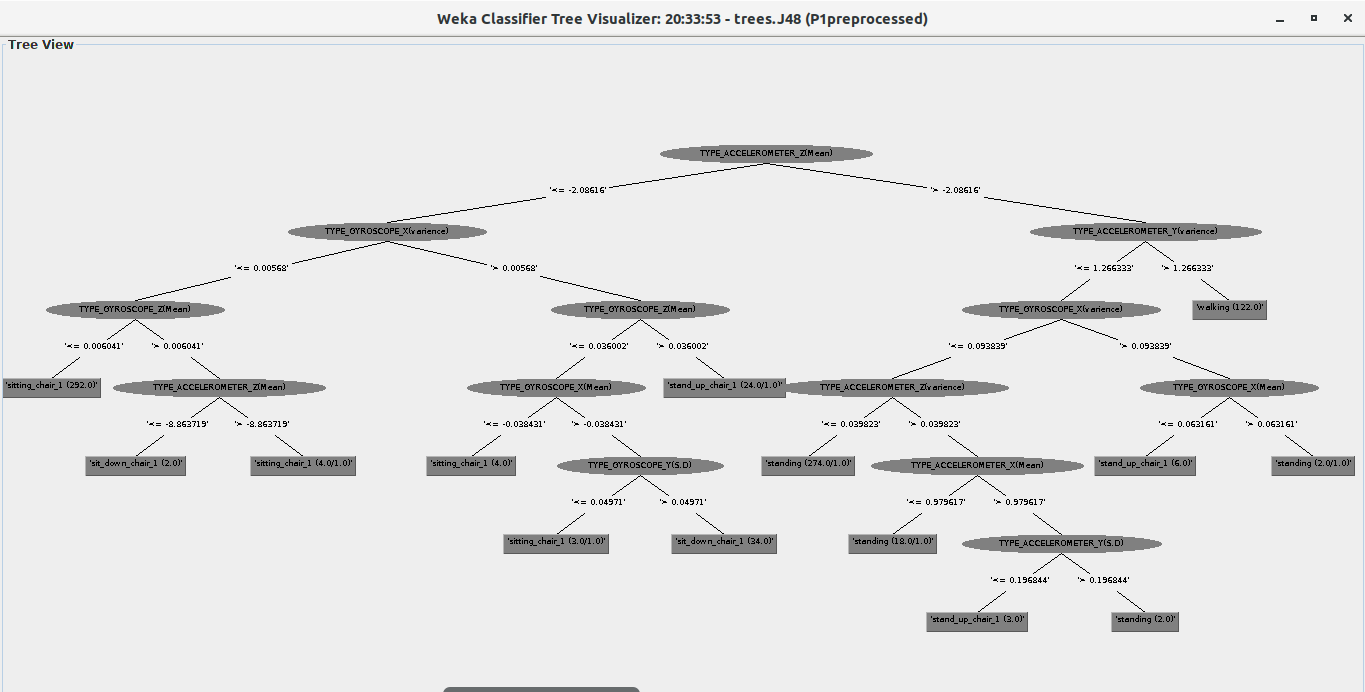 Weka Classifier Tree Visualizer: 20:33:53 - trees.J48 (P1preprocessed)
Tree View
TYPE_ACCELEROMETER_Z(Mean)
'<= -2.08616' '> -2.08616'
TYPE_GYROSCOPE_X(varience) TYPE_ACCELEROMETER_Y(varience)
'<= 0.00568' '> 0.00568' '<= 1.266333' '> 1.266333'
TYPE_GYROSCOPE_Z(Mean) TYPE_GYROSCOPE_Z(Mean) TYPE_GYROSCOPE_X(varience) 'Walking (122.0)'
'<= 0.006041' '> 0.006041' '<= 0.036002' '> 0.036002' '<= 0.093839' '> 0.093839'
'sitting_chair_1 (292.0)' TYPE_ACCELEROMETER_Z(Mean) TYPE_GYROSCOPE_X(Mean) 'stand_up_chair_1 (24.0/1.0)' TYPE_ACCELEROMETER_Z(varience) TYPE_GYROSCOPE_X(Mean)
'<= -8.863719' '> -8.863719' '<= -0.038431' '> -0.038431' '<= 0.039823' '> 0.039823' '<= 0.063161' '> 0.063161'
'sit_down_chair_1 (2.0)' 'sitting_chair_1 (4.0/1.0)' 'sitting_chair_1 (4.0)' TYPE_GYROSCOPE_Y(S.D) 'standing (274.0/1.0)' TYPE_ACCELEROMETER_X(Mean) 'stand_up_chair_1 (6.0)' 'standing (2.0/1.0)'
'<= 0.04971' '> 0.04971' '<= 0.979617' '> 0.979617'
'sitting_chair_1 (3.0/1.0)' 'sit_down_chair_1 (34.0)' 'standing (18.0/1.0)' TYPE_ACCELEROMETER_Y(S.D)
'<= 0.196844' '> 0.196844'
'stand_up_chair_1 (3.0)' 'standing (2.0)'